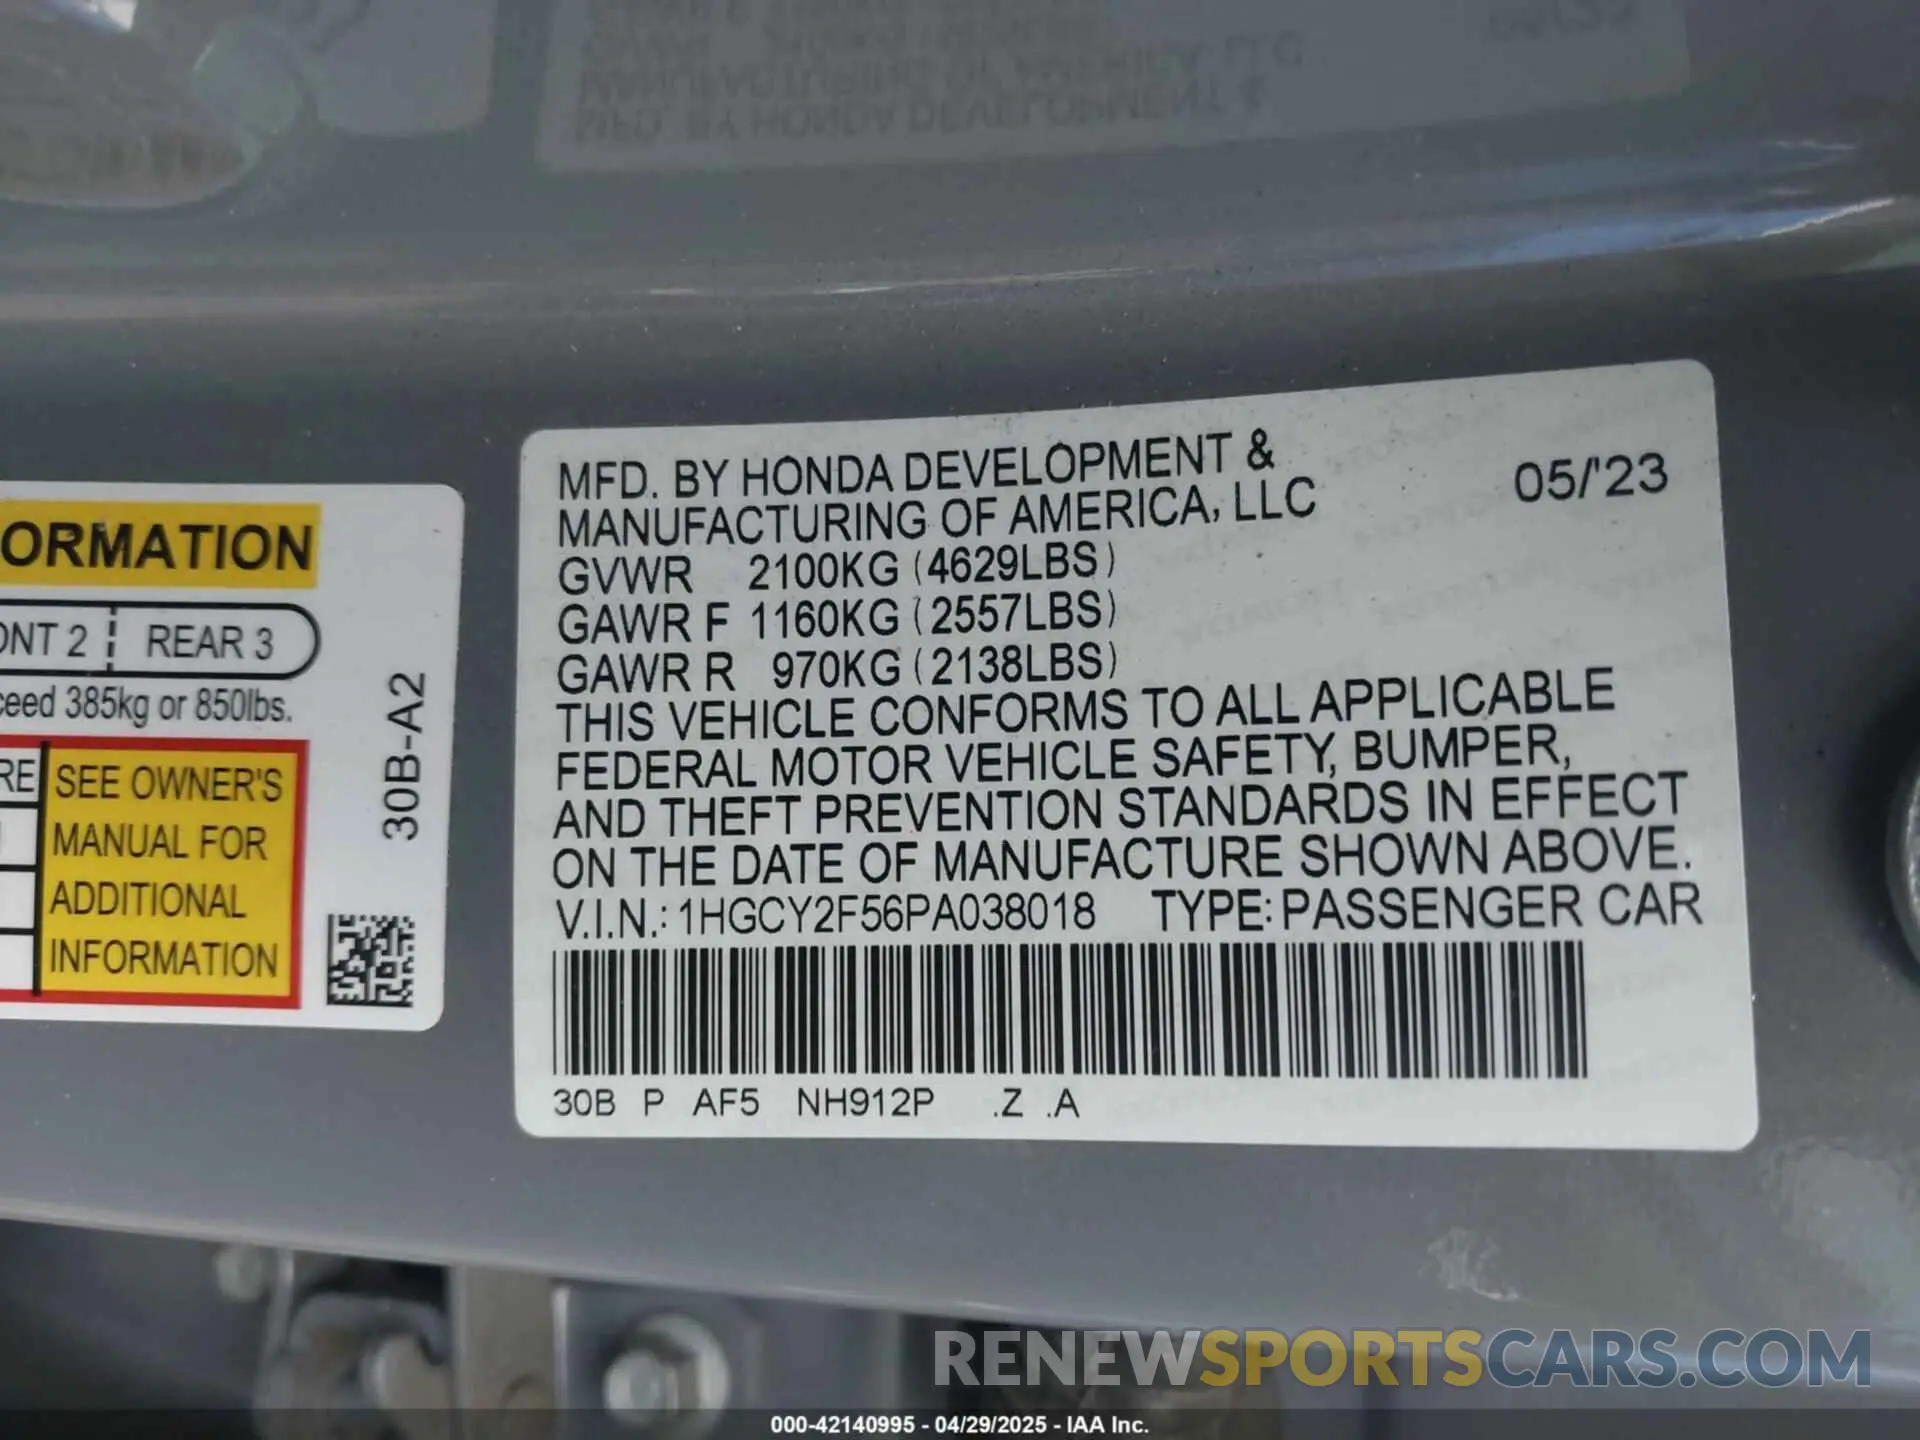 ORMATION
ONT 2 REAR 3
ceed 385kg or 850lbs.
RE
SEE OWNER'S
MANUAL FOR
ADDITIONAL
INFORMATION
30B-A2
MFD. BY HONDA DEVELOPMENT &
MANUFACTURING OF AMERICA, LLC
05/'23
GVWR 2100KG (4629LBS)
GAWR F 1160KG (2557LBS)
GAWR R 970KG (2138LBS)
THIS VEHICLE CONFORMS TO ALL APPLICABLE
FEDERAL MOTOR VEHICLE SAFETY, BUMPER,
AND THEFT PREVENTION STANDARDS IN EFFECT
ON THE DATE OF MANUFACTURE SHOWN ABOVE.
V.I.N.: 1HGCY2F56PA038018 TYPE: PASSENGER CAR
30B P AF5 NH912P .Z .A
RENEWSPORTSCARS.COM
000-42140995 - 04/29/2025 - IAA Inc.